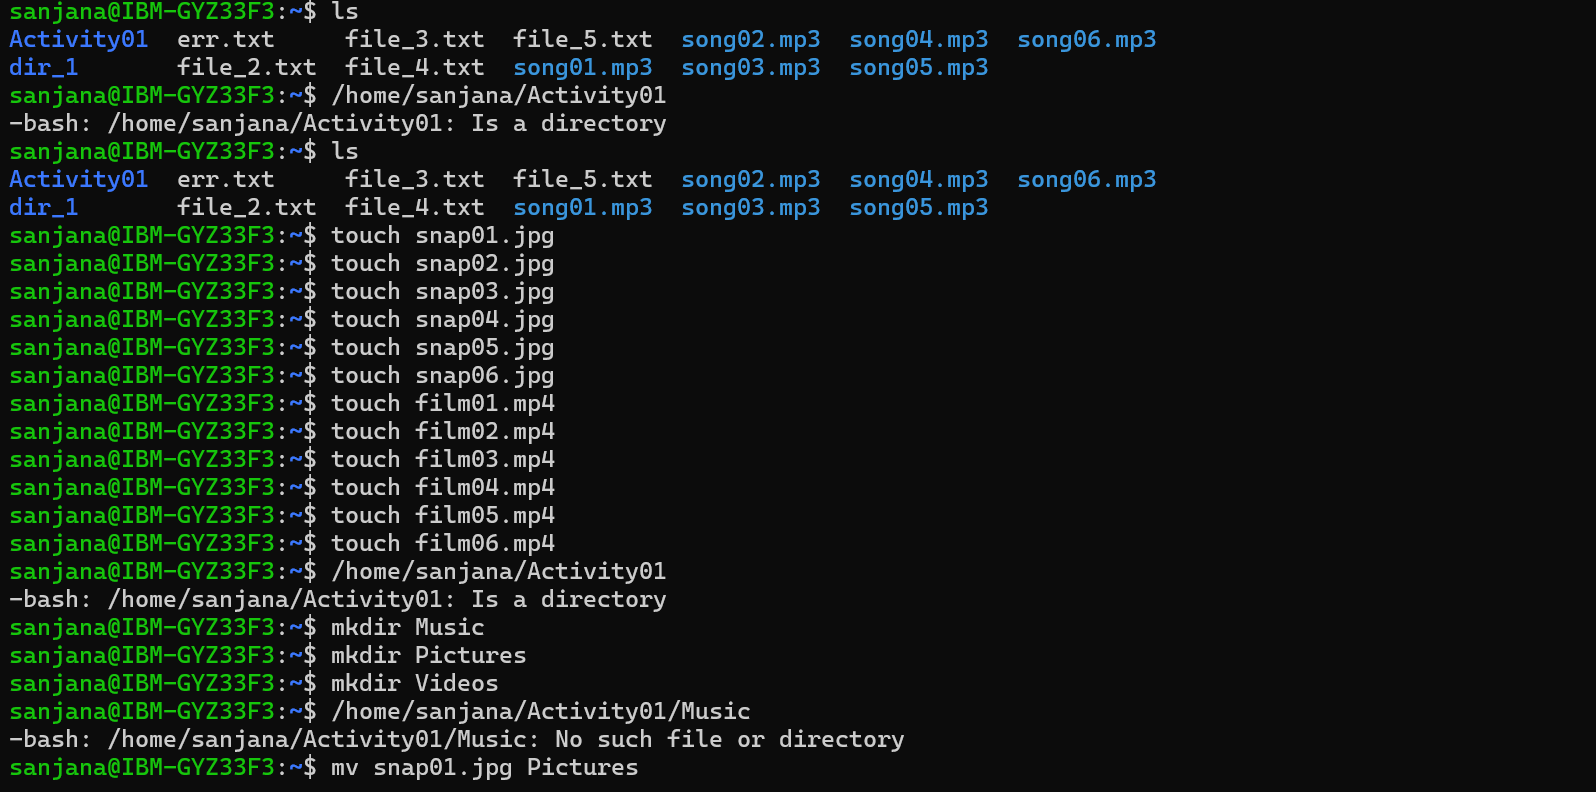 sanjana@IBM-GYZ33F3:~$ ls
Activity01  err.txt     file_3.txt  file_5.txt  song02.mp3  song04.mp3  song06.mp3
dir_1       file_2.txt  file_4.txt  song01.mp3  song03.mp3  song05.mp3
sanjana@IBM-GYZ33F3:~$ /home/sanjana/Activity01
-bash: /home/sanjana/Activity01: Is a directory
sanjana@IBM-GYZ33F3:~$ ls
Activity01  err.txt     file_3.txt  file_5.txt  song02.mp3  song04.mp3  song06.mp3
dir_1       file_2.txt  file_4.txt  song01.mp3  song03.mp3  song05.mp3
sanjana@IBM-GYZ33F3:~$ touch snap01.jpg
sanjana@IBM-GYZ33F3:~$ touch snap02.jpg
sanjana@IBM-GYZ33F3:~$ touch snap03.jpg
sanjana@IBM-GYZ33F3:~$ touch snap04.jpg
sanjana@IBM-GYZ33F3:~$ touch snap05.jpg
sanjana@IBM-GYZ33F3:~$ touch snap06.jpg
sanjana@IBM-GYZ33F3:~$ touch film01.mp4
sanjana@IBM-GYZ33F3:~$ touch film02.mp4
sanjana@IBM-GYZ33F3:~$ touch film03.mp4
sanjana@IBM-GYZ33F3:~$ touch film04.mp4
sanjana@IBM-GYZ33F3:~$ touch film05.mp4
sanjana@IBM-GYZ33F3:~$ touch film06.mp4
sanjana@IBM-GYZ33F3:~$ /home/sanjana/Activity01
-bash: /home/sanjana/Activity01: Is a directory
sanjana@IBM-GYZ33F3:~$ mkdir Music
sanjana@IBM-GYZ33F3:~$ mkdir Pictures
sanjana@IBM-GYZ33F3:~$ mkdir Videos
sanjana@IBM-GYZ33F3:~$ /home/sanjana/Activity01/Music
-bash: /home/sanjana/Activity01/Music: No such file or directory
sanjana@IBM-GYZ33F3:~$ mv snap01.jpg Pictures